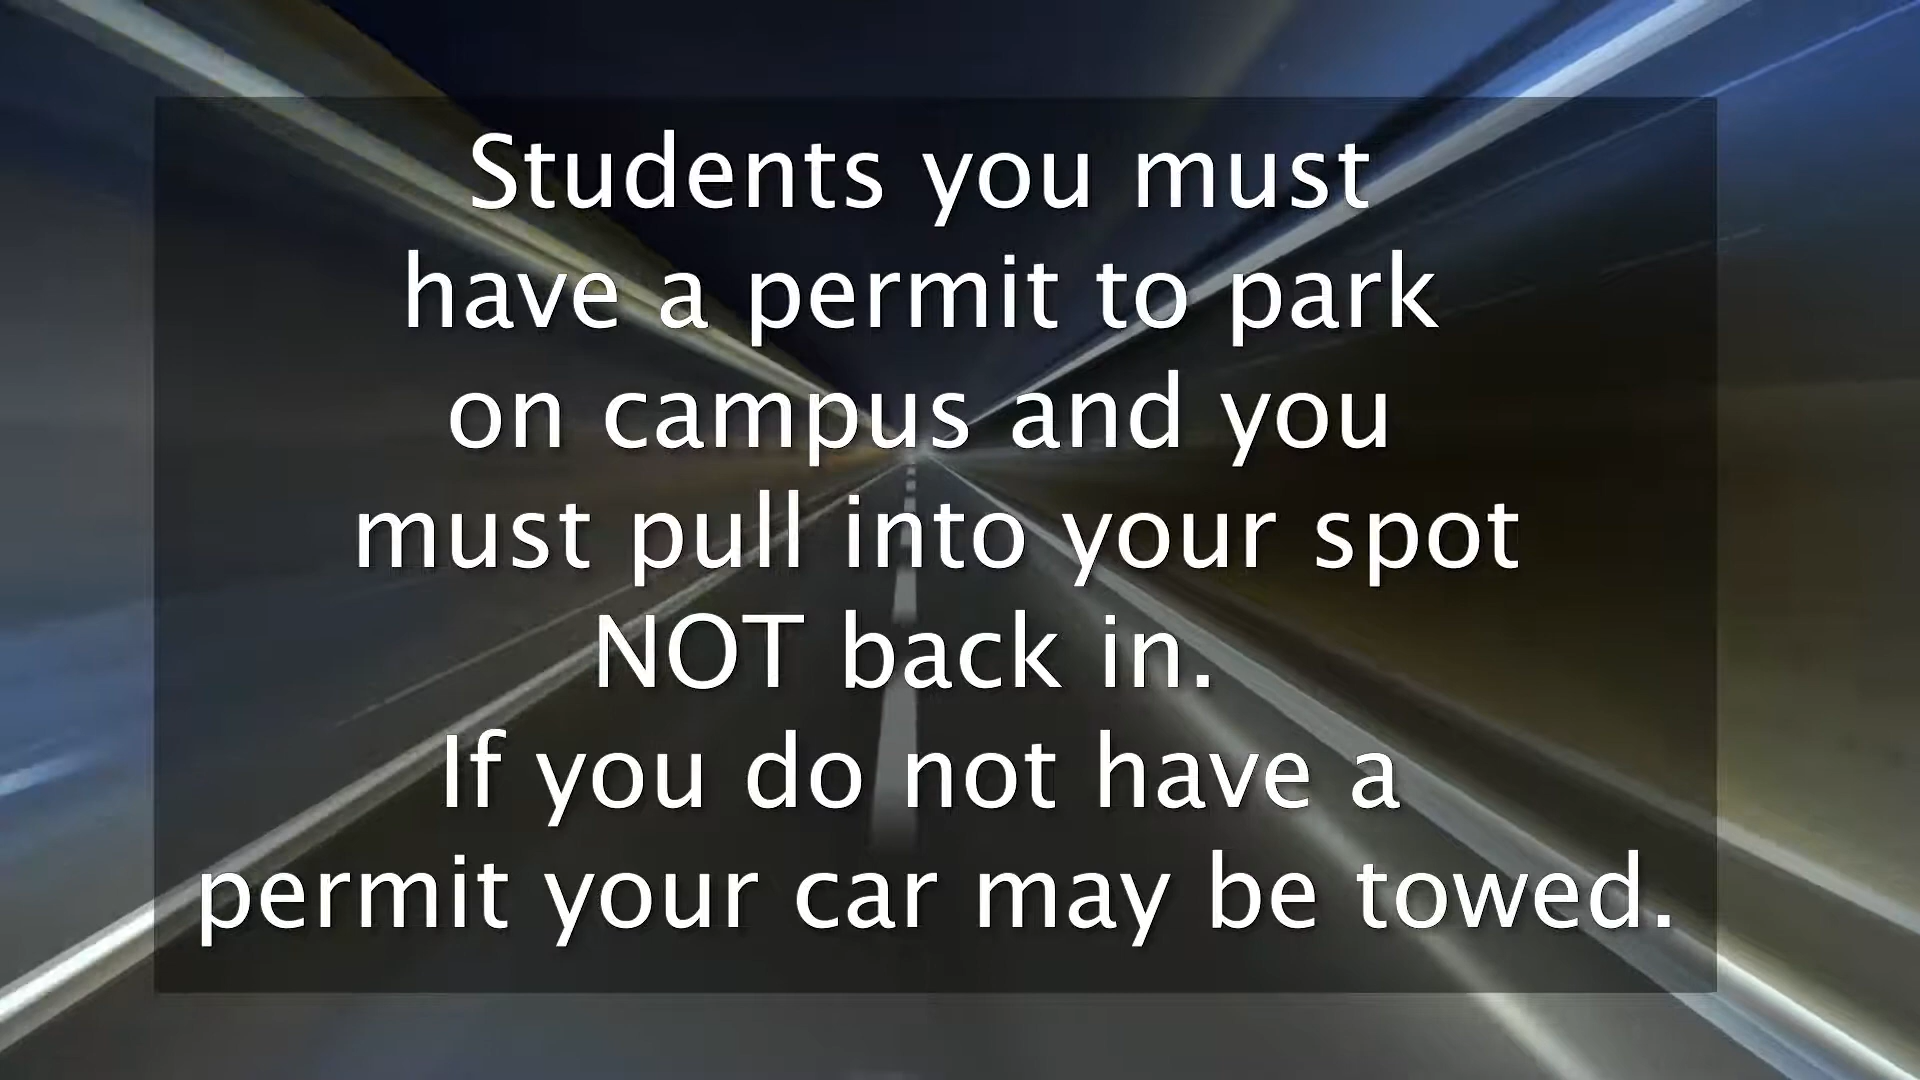 Students you must
have a permit to park
on campus and you
must pull into your spot
NOT back in.
If you do not have a
permit your car may be towed.